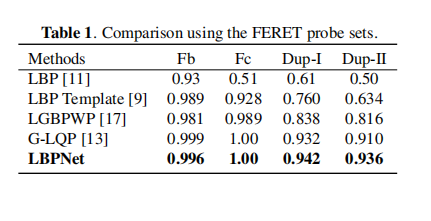 Table 1. Comparison using the FERET probe sets.
Methods Fb Fc Dup-I Dup-II
LBP [11] 0.93 0.51 0.61 0.50
LBP Template [9] 0.989 0.928 0.760 0.634
LGBPWP [17] 0.981 0.989 0.838 0.816
G-LQP [13] 0.999 1.00 0.932 0.910
LBPNet 0.996 1.00 0.942 0.936